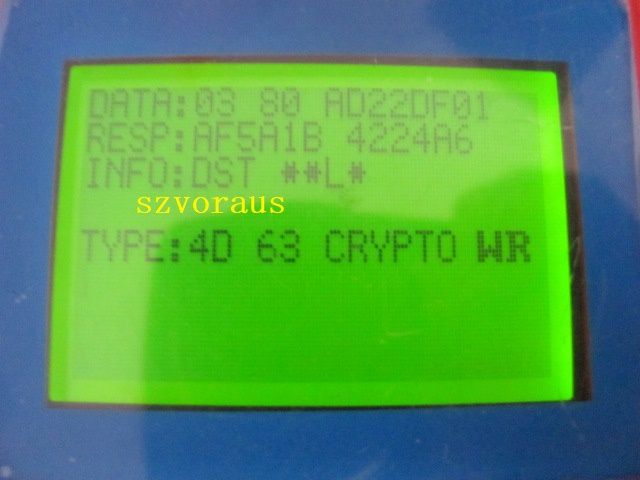 DATA:03 80 AD22DF01
RESP:AF5A1B 4224A6
INFO:DST **L*
szvoraus
TYPE:4D 63 CRYPTO WR